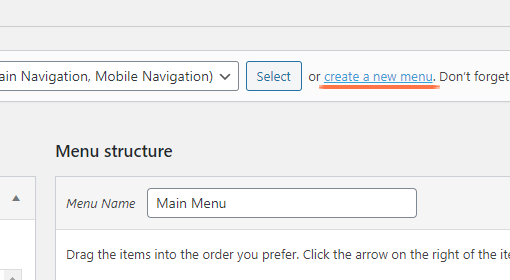 ain Navigation, Mobile Navigation) Select or create a new menu. Don't forget
Menu structure
Menu Name Main Menu
Drag the items into the order you prefer. Click the arrow on the right of the ite